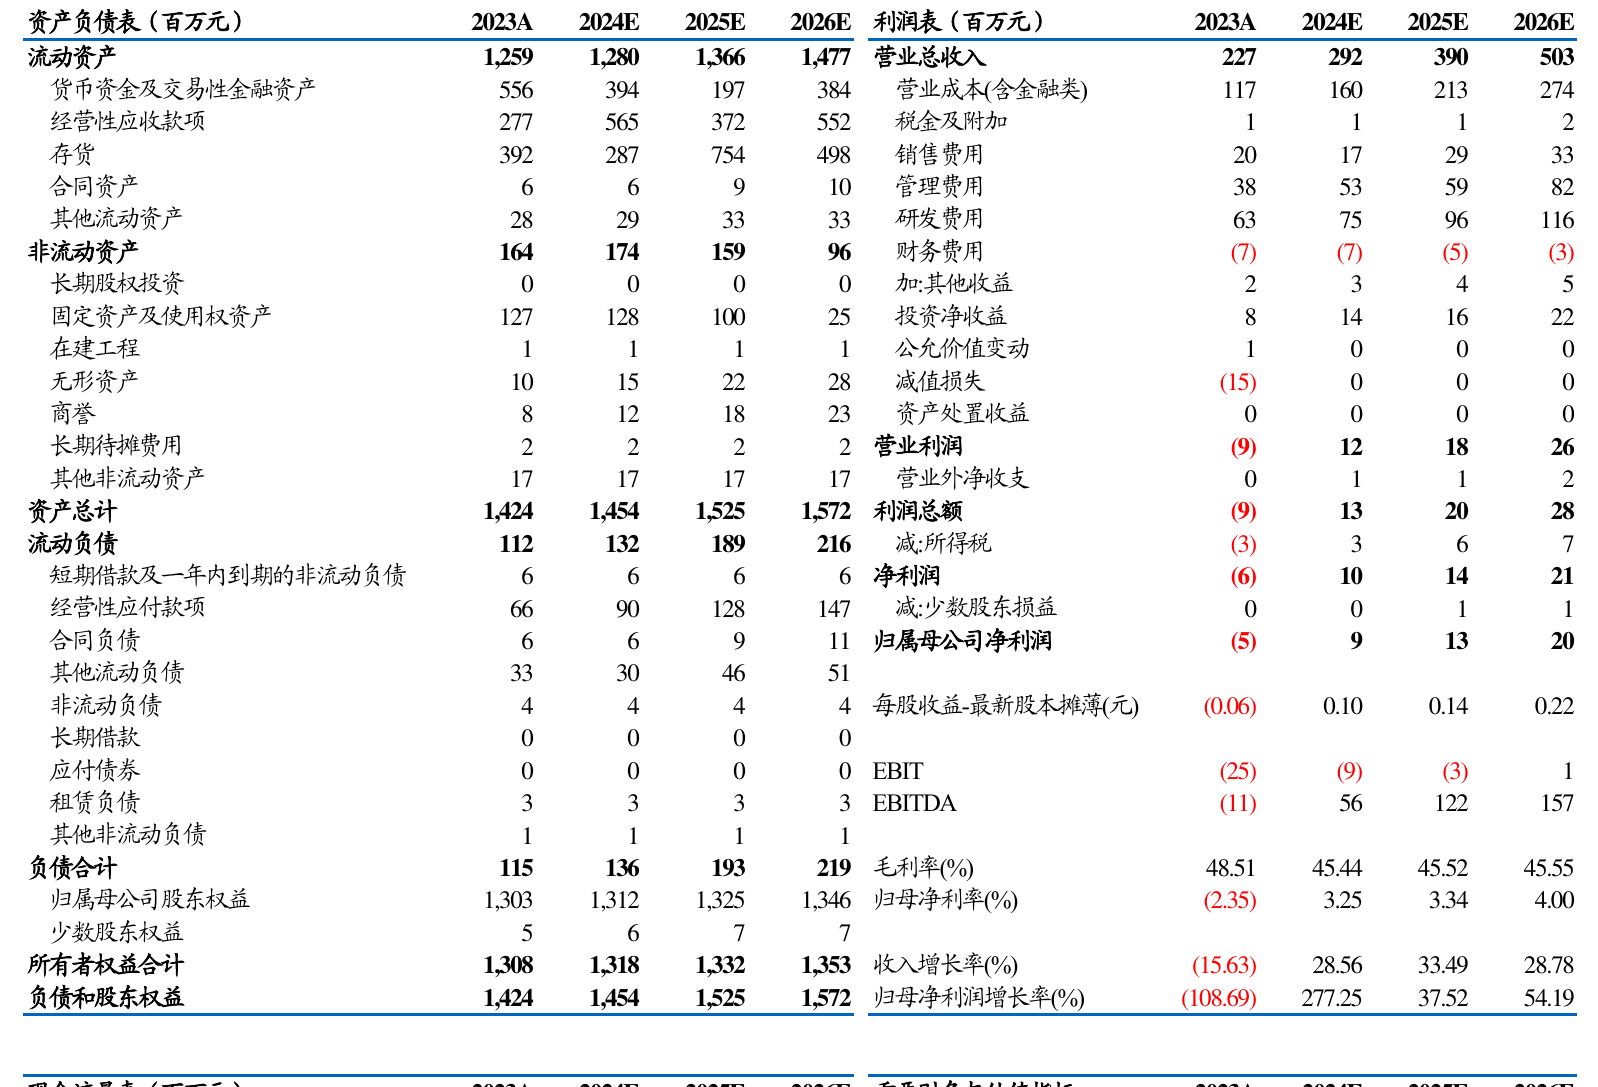 资产负债表（百万元） 2023A 2024E 2025E 2026E
流动资产 1,259 1,280 1,366 1,477
货币资金及交易性金融资产 556 394 197 384
经营性应收款项 277 565 372 552
存货 392 287 754 498
合同资产 6 6 9 10
其他流动资产 28 29 33 33
非流动资产 164 174 159 96
长期股权投资 0 0 0 0
固定资产及使用权资产 127 128 100 25
在建工程 1 1 1 1
无形资产 10 15 22 28
商誉 8 12 18 23
长期待摊费用 2 2 2 2
其他非流动资产 17 17 17 17
资产总计 1,424 1,454 1,525 1,572
流动负债 112 132 189 216
短期借款及一年内到期的非流动负债 6 6 6 6
经营性应付款项 66 90 128 147
合同负债 6 6 9 11
其他流动负债 33 30 46 51
非流动负债 4 4 4 4
长期借款 0 0 0 0
应付债券 0 0 0 0
租赁负债 3 3 3 3
其他非流动负债 1 1 1 1
负债合计 115 136 193 219
归属母公司股东权益 1,303 1,312 1,325 1,346
少数股东权益 5 6 7 7
所有者权益合计 1,308 1,318 1,332 1,353
负债和股东权益 1,424 1,454 1,525 1,572
利润表（百万元） 2023A 2024E 2025E 2026E
营业总收入 227 292 390 503
营业成本(含金融类) 117 160 213 274
税金及附加 1 1 1 2
销售费用 20 17 29 33
管理费用 38 53 59 82
研发费用 63 75 96 116
财务费用 (7) (7) (5) (3)
加:其他收益 2 3 4 5
投资净收益 8 14 16 22
公允价值变动 1 0 0 0
减值损失 (15) 0 0 0
资产处置收益 0 0 0 0
营业利润 (9) 12 18 26
营业外净收支 0 1 1 2
利润总额 (9) 13 20 28
减:所得税 (3) 3 6 7
净利润 (6) 10 14 21
减:少数股东损益 0 0 1 1
归属母公司净利润 (5) 9 13 20
每股收益-最新股本摊薄(元) (0.06) 0.10 0.14 0.22
EBIT (25) (9) (3) 1
EBITDA (11) 56 122 157
毛利率(%) 48.51 45.44 45.52 45.55
归母净利率(%) (2.35) 3.25 3.34 4.00
收入增长率(%) (15.63) 28.56 33.49 28.78
归母净利润增长率(%) (108.69) 277.25 37.52 54.19
2023A 2024E 2025E 2026E
2023A 2024E 2025E 2026E